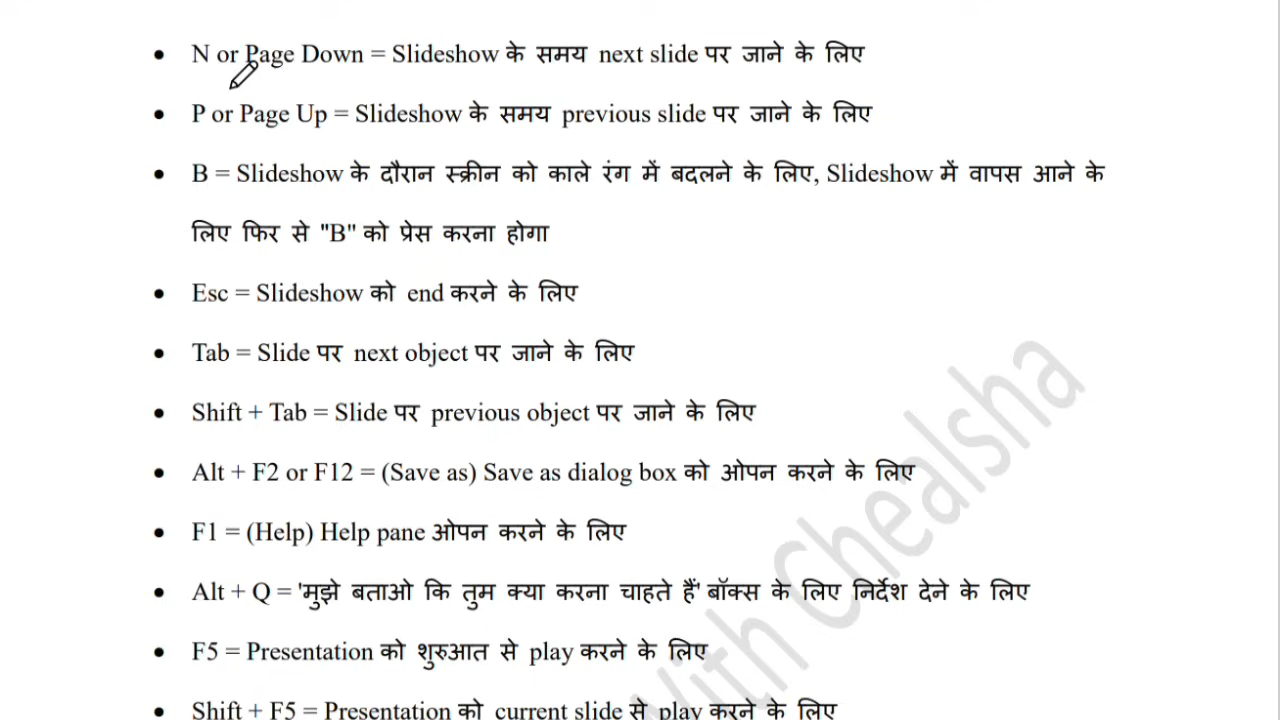 • N or Page Down = Slideshow के समय next slide पर जाने के लिए
• P or Page Up = Slideshow के समय previous slide पर जाने के लिए
• B = Slideshow के दौरान स्क्रीन को काले रंग में बदलने के लिए, Slideshow में वापस आने के
लिए फिर से "B" को प्रेस करना होगा
• Esc = Slideshow को end करने के लिए
• Tab = Slide पर next object पर जाने के लिए
• Shift + Tab = Slide पर previous object पर जाने के लिए
• Alt + F2 or F12 = (Save as) Save as dialog box को ओपन करने के लिए
• F1 = (Help) Help pane ओपन करने के लिए
• Alt + Q = 'मुझे बताओ कि तुम क्या करना चाहते हैं' बॉक्स के लिए निर्देश देने के लिए
• F5 = Presentation को शुरुआत से play करने के लिए
• Shift + F5 = Presentation को current slide से play करने के लिए
With Chealsha